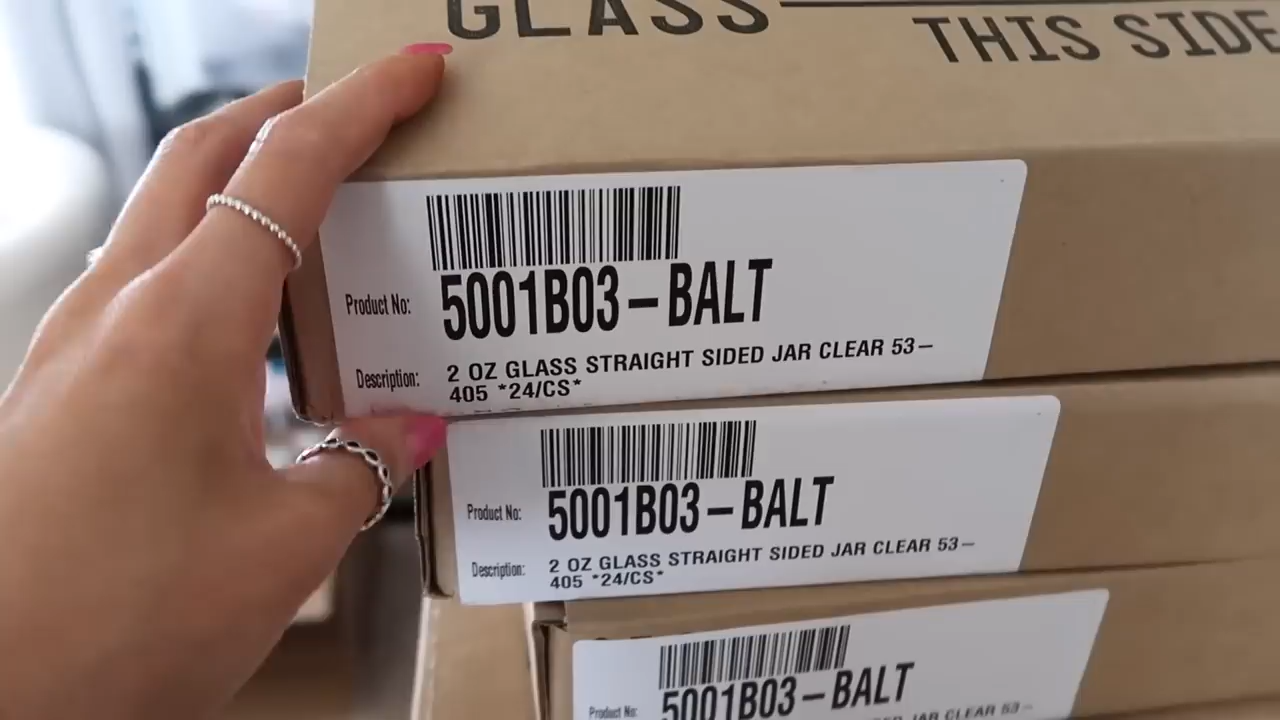 GLASS
THIS SIDE
Product No: 5001B03-BALT
Description: 2 OZ GLASS STRAIGHT SIDED JAR CLEAR 53-
405 *24/CS*
Product No: 5001B03-BALT
Description: 2 OZ GLASS STRAIGHT SIDED JAR CLEAR 53-
405 *24/CS*
Product No: 5001B03-BALT
JAR CLEAR 53-